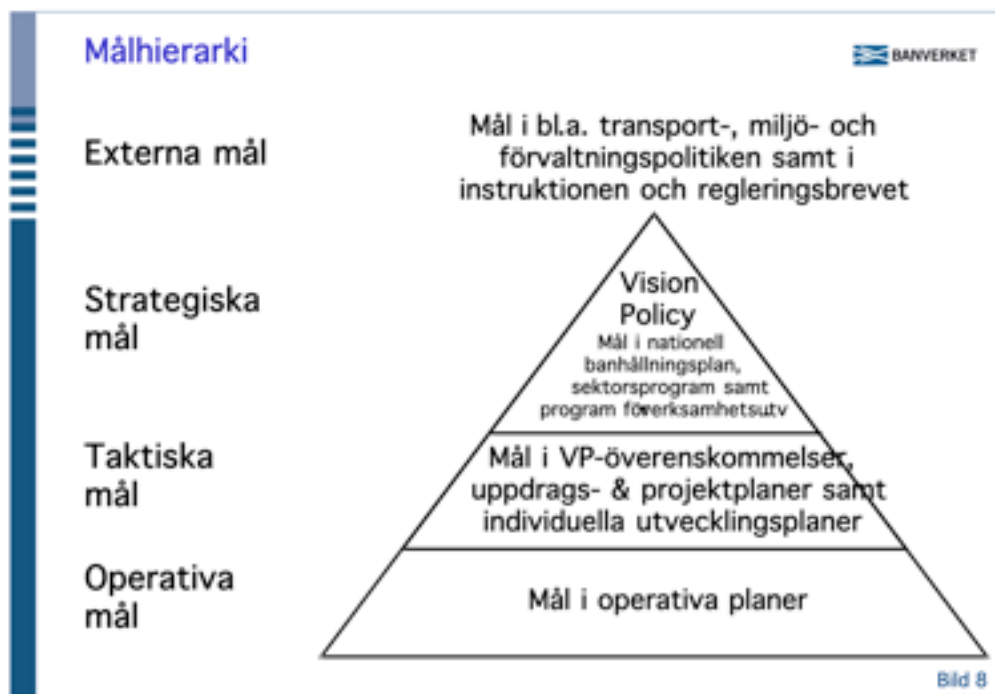 Målhierarki
BANVERKET
Externa mål
Mål i bl.a. transport-, miljö- och
förvaltningspolitiken samt i
instruktionen och regleringsbrevet
Strategiska
mål
Vision
Policy
Mål i nationell
banhållningsplan,
sektorsprogram samt
program förverksamhetsutv
Taktiska
mål
Mål i VP-överenskommelser,
uppdrags- & projektplaner samt
individuella utvecklingsplaner
Operativa
mål
Mål i operativa planer
Bild 8